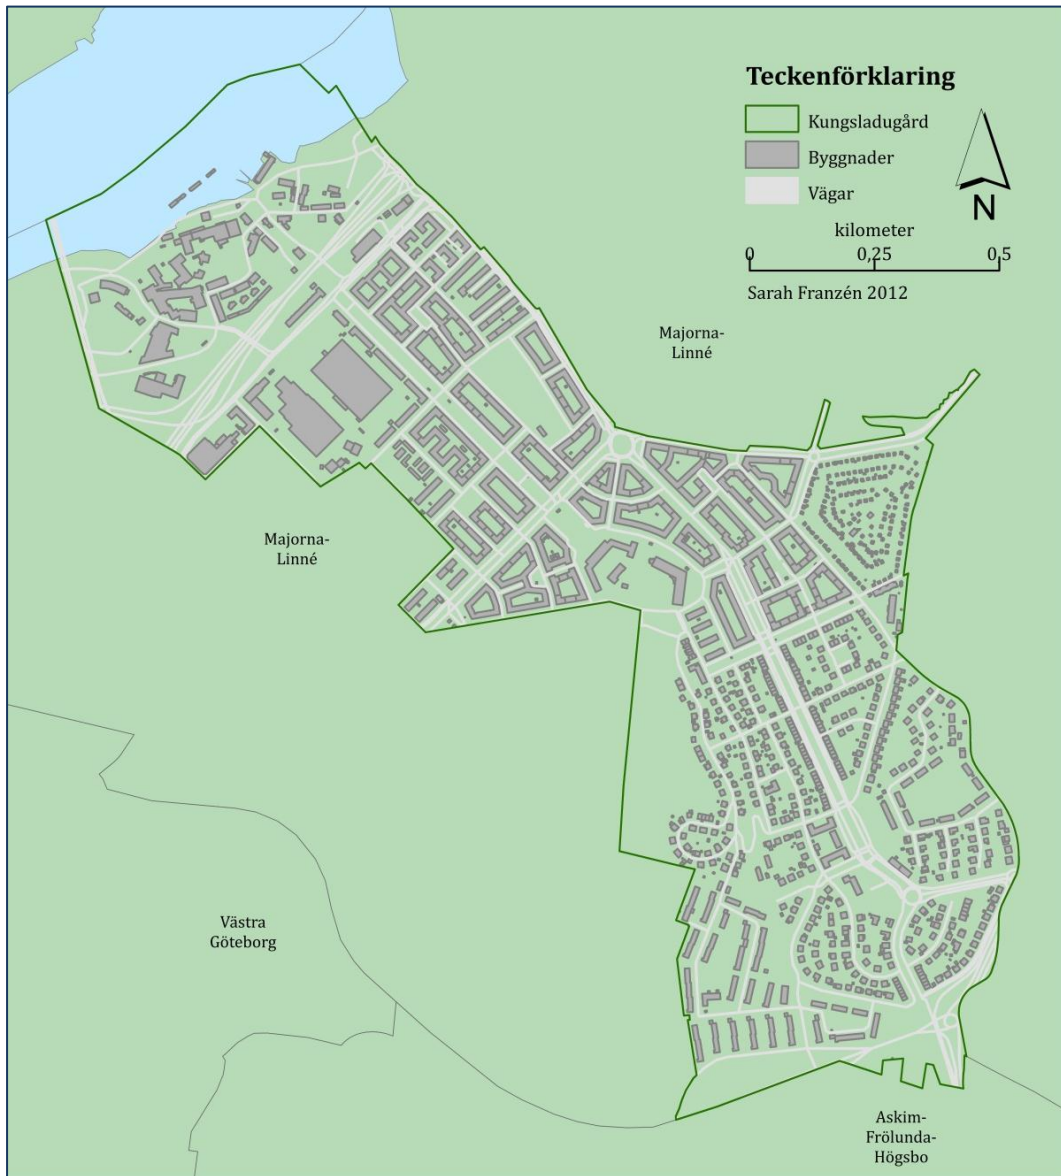 Teckenförklaring
Kungsladugård
Byggnader
Vägar
N
kilometer
0 0,25 0,5
Sarah Franzén 2012
Majorna-
Linné
Majorna-
Linné
Västra
Göteborg
Askim-
Frölunda-
Högsbo